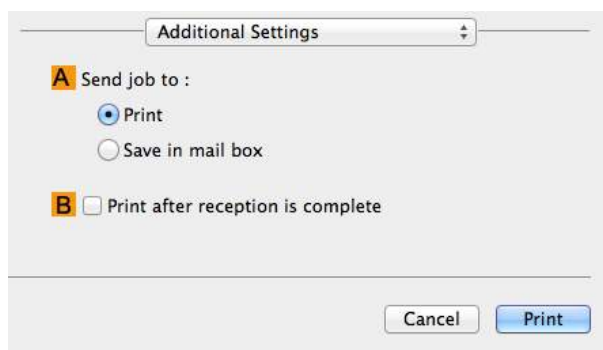 Additional Settings
A Send job to :
Print
Save in mail box
B Print after reception is complete
Cancel Print